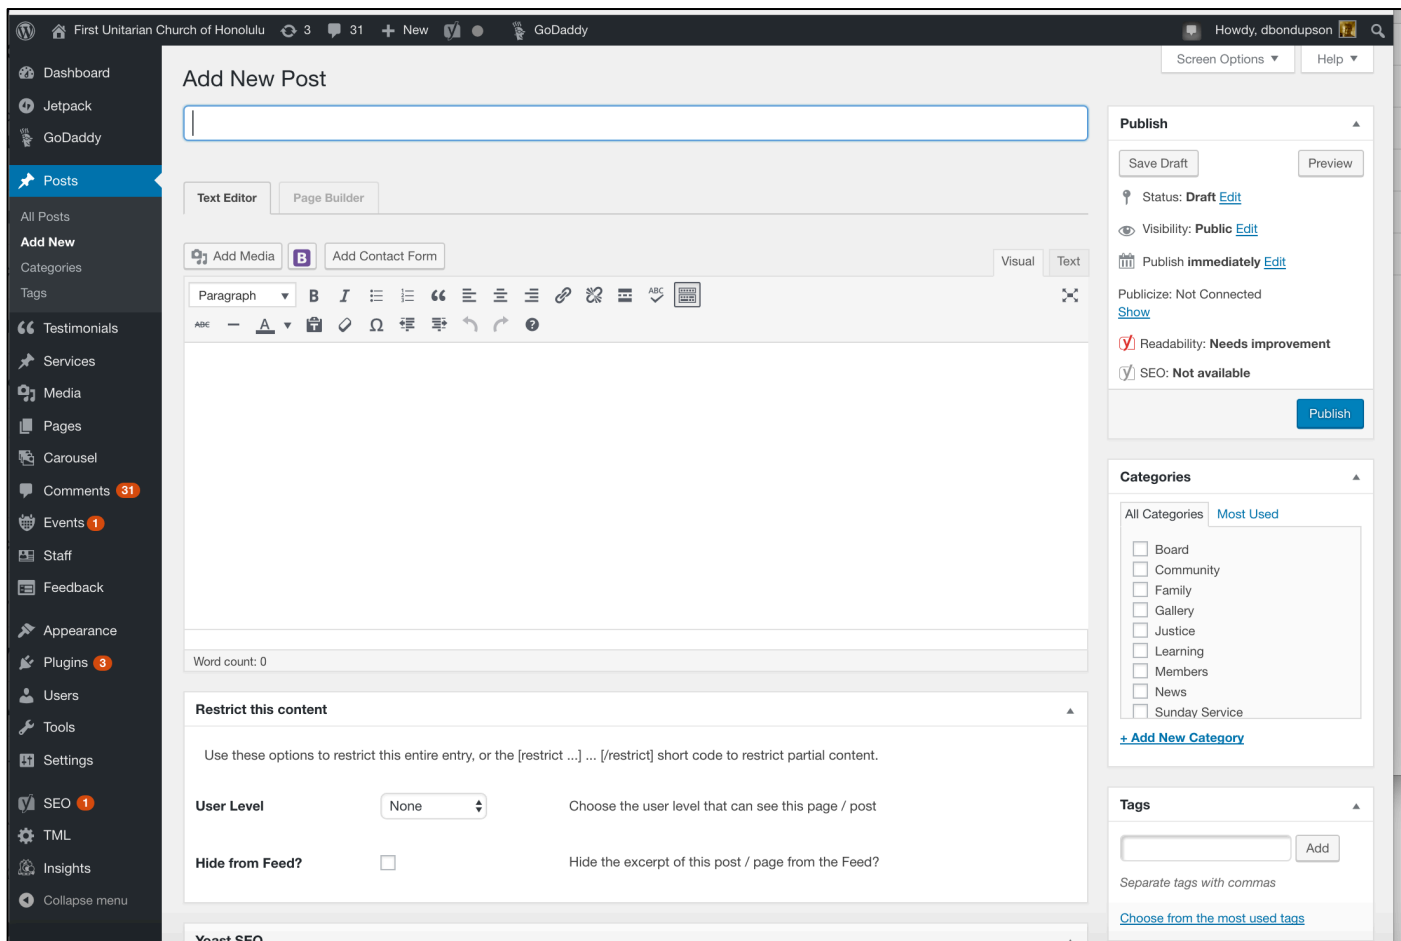 First Unitarian Church of Honolulu 3 31 New GoDaddy Howdy, dbondupson
Screen Options Help
Dashboard
Jetpack
GoDaddy
Posts
All Posts
Add New
Categories
Tags
Testimonials
Services
Media
Pages
Carousel
Comments 31
Events 1
Staff
Feedback
Appearance
Plugins 3
Users
Tools
Settings
SEO 1
TML
Insights
Collapse menu
Add New Post
Text Editor Page Builder
Add Media B Add Contact Form Visual Text
Paragraph B I ABC
ABC A T Ω ?
Word count: 0
Restrict this content
Use these options to restrict this entire entry, or the [restrict ...] ... [/restrict] short code to restrict partial content.
User Level None Choose the user level that can see this page / post
Hide from Feed? Hide the excerpt of this post / page from the Feed?
Yoast SEO
Publish
Save Draft Preview
Status: Draft Edit
Visibility: Public Edit
Publish immediately Edit
Publicize: Not Connected
Show
Readability: Needs improvement
SEO: Not available
Publish
Categories
All Categories Most Used
Board
Community
Family
Gallery
Justice
Learning
Members
News
Sunday Service
+ Add New Category
Tags
Add
Separate tags with commas
Choose from the most used tags